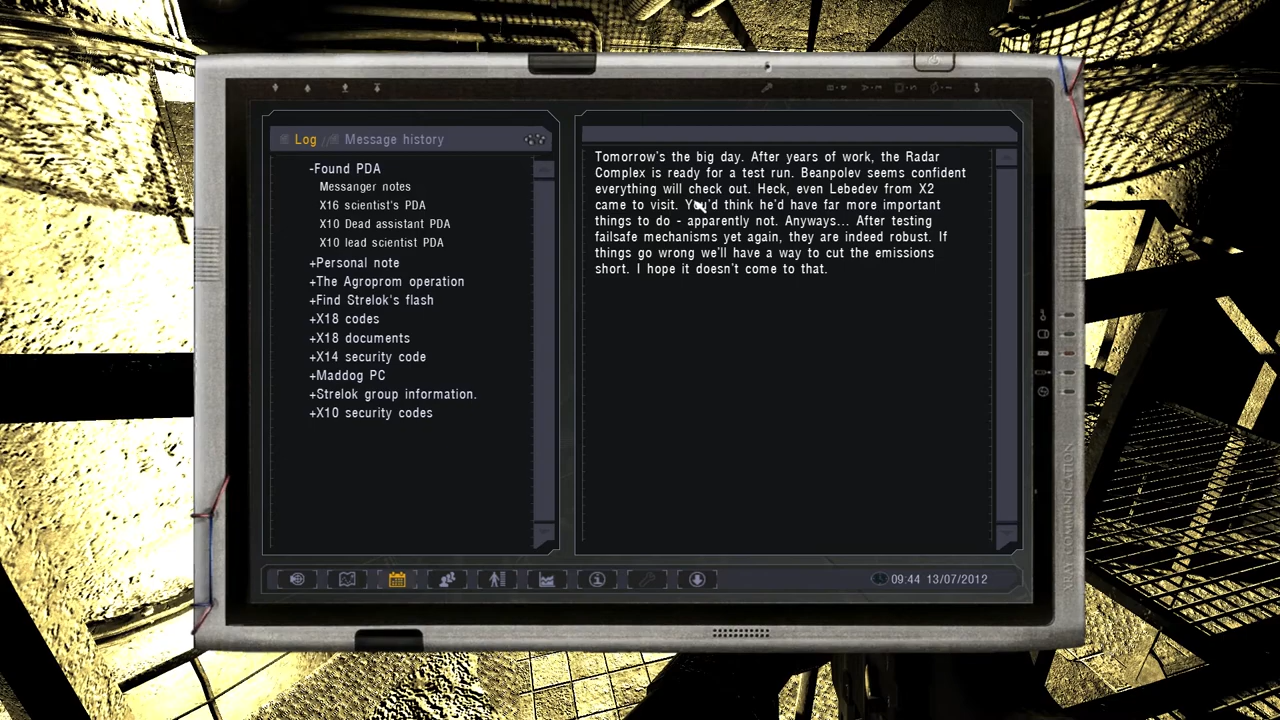 Log // Message history
-Found PDA
Messanger notes
X16 scientist's PDA
X10 Dead assistant PDA
X10 lead scientist PDA
+Personal note
+The Agroprom operation
+Find Strelok's flash
+X18 codes
+X18 documents
+X14 security code
+Maddog PC
+Strelok group information.
+X10 security codes
Tomorrow's the big day. After years of work, the Radar
Complex is ready for a test run. Beanpolev seems confident
everything will check out. Heck, even Lebedev from X2
came to visit. You'd think he'd have far more important
things to do - apparently not. Anyways... After testing
failsafe mechanisms yet again, they are indeed robust. If
things go wrong we'll have a way to cut the emissions
short. I hope it doesn't come to that.
09:44 13/07/2012
XRAY COMMUNICATION